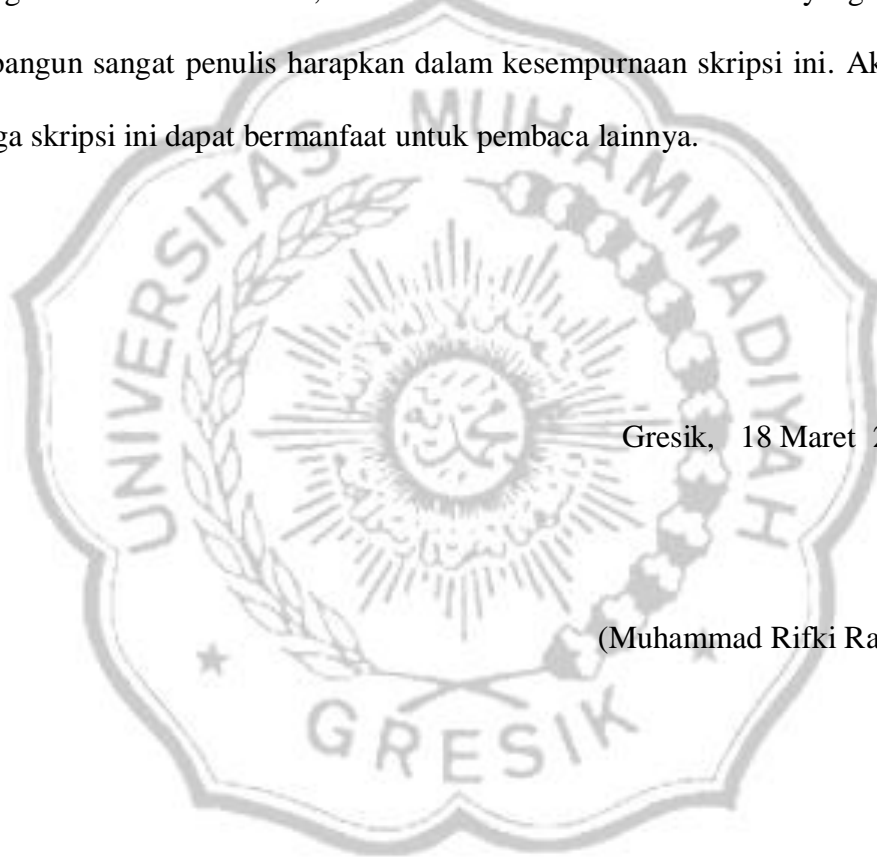 bangun sangat penulis harapkan dalam kesempurnaan skripsi ini. Ak
ga skripsi ini dapat bermanfaat untuk pembaca lainnya.
UNIVERSITAS MUHAMMADIYAH
Gresik, 18 Maret 2
(Muhammad Rifki Ra
GRESIK